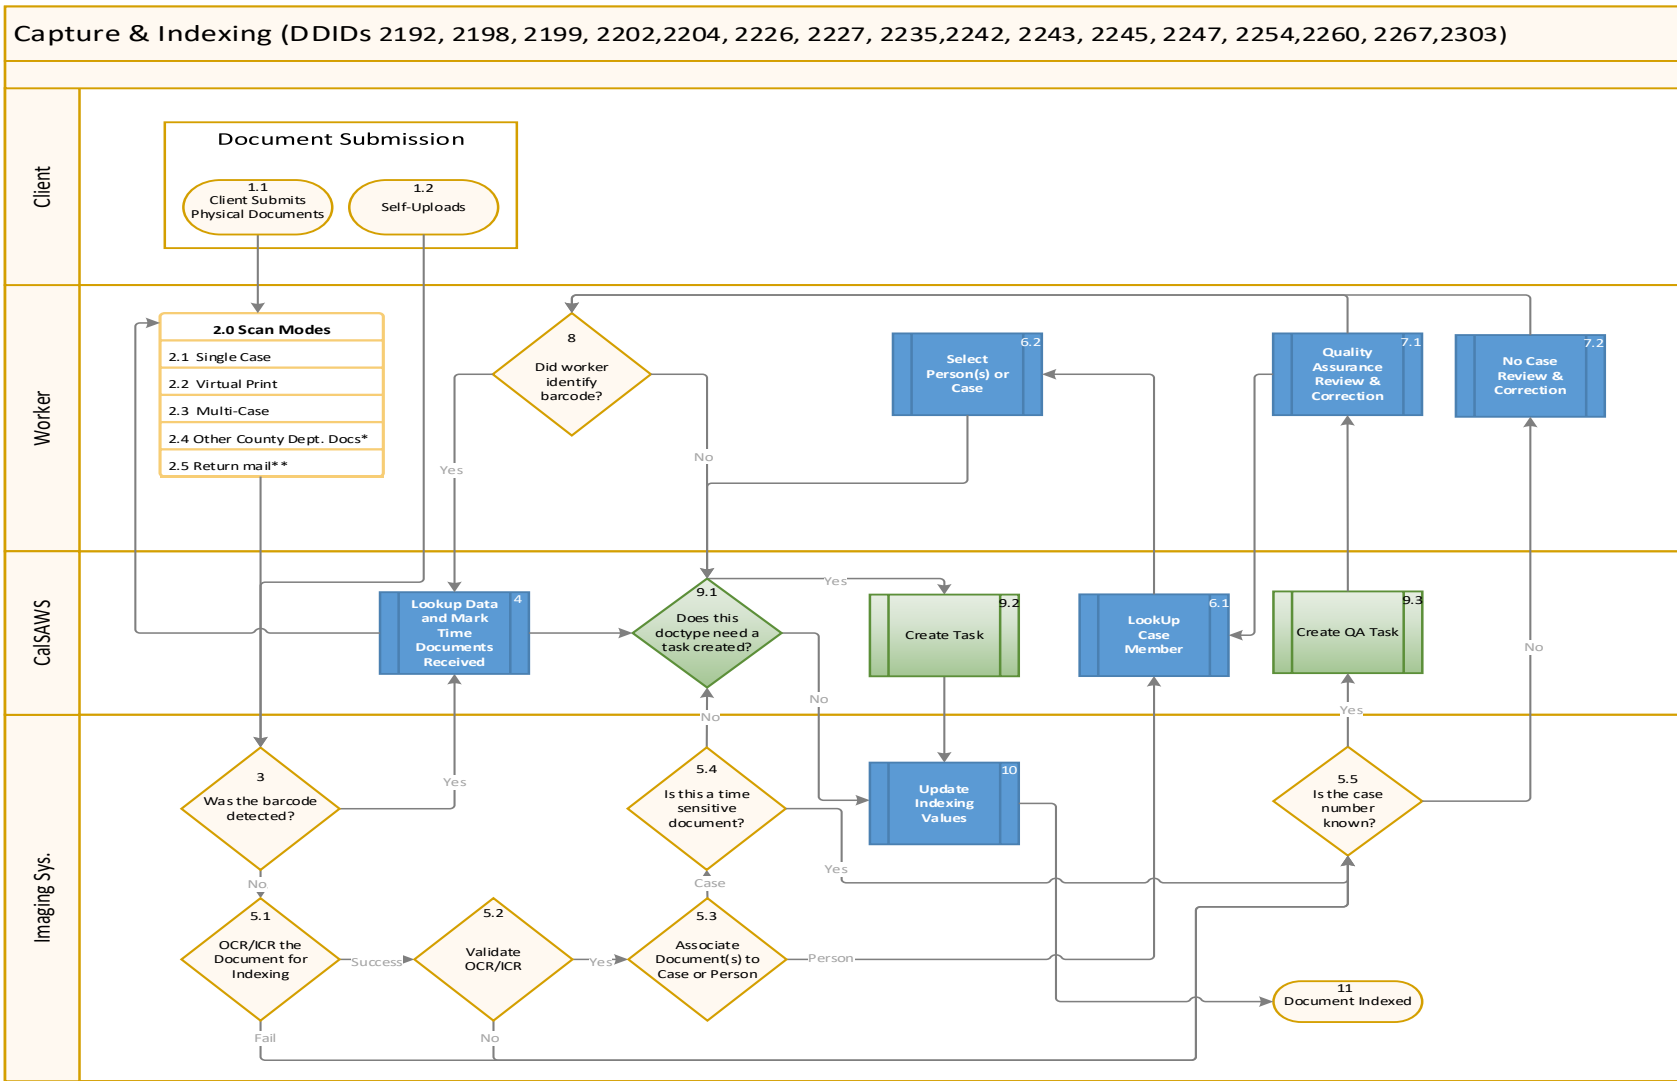 Capture & Indexing (DDIDs 2192, 2198, 2199, 2202,2204, 2226, 2227, 2235,2242, 2243, 2245, 2247, 2254,2260, 2267,2303)
Client
Document Submission
1.1
Client Submits
Physical Documents
1.2
Self-Uploads
Worker
2.0 Scan Modes
2.1 Single Case
2.2 Virtual Print
2.3 Multi-Case
2.4 Other County Dept. Docs*
2.5 Return mail**
8
Did worker
identify
barcode?
Yes
No
6.2
Select
Person(s) or
Case
7.1
Quality
Assurance
Review &
Correction
7.2
No Case
Review &
Correction
CalSAWS
4
Lookup Data
and Mark
Time
Documents
Received
9.1
Does this
doctype need a
task created?
Yes
No
9.2
Create Task
6.1
LookUp
Case
Member
9.3
Create QA Task
No
Yes
No
Imaging Sys.
3
Was the barcode
detected?
Yes
No
5.4
Is this a time
sensitive
document?
Yes
10
Update
Indexing
Values
5.5
Is the case
number
known?
Case
5.1
OCR/ICR the
Document for
Indexing
Success
Fail
5.2
Validate
OCR/ICR
Yes
No
5.3
Associate
Document(s) to
Case or Person
Person
11
Document Indexed